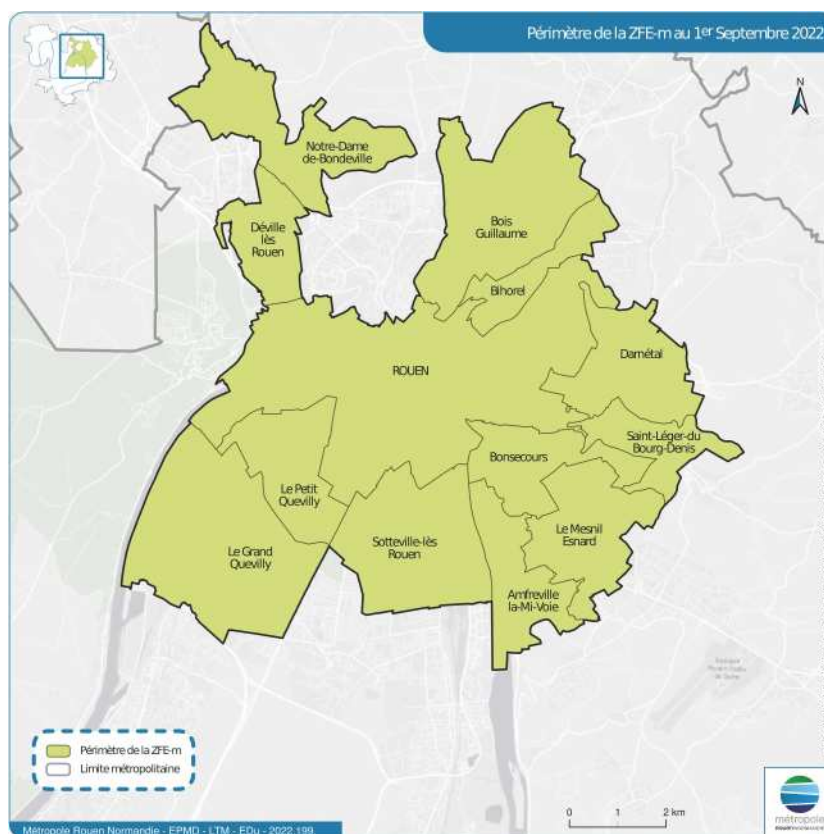 Périmètre de la ZFE-m au 1er Septembre 2022
N
Notre-Dame
de-Bondeville
Déville
lès
Rouen
Bois
Guillaume
Bihorel
Darnétal
ROUEN
Saint-Léger-du
Bourg-Denis
Bonsecours
Le Petit
Quevilly
Le Mesnil
Esnard
Sotteville-lès
Rouen
Le Grand
Quevilly
Amfreville
la-Mi-Voie
Périmètre de la ZFE-m
Limite métropolitaine
0 1 2 km
métropole
Métropole Rouen Normandie - EPMD - LTM - EDu - 2022.199